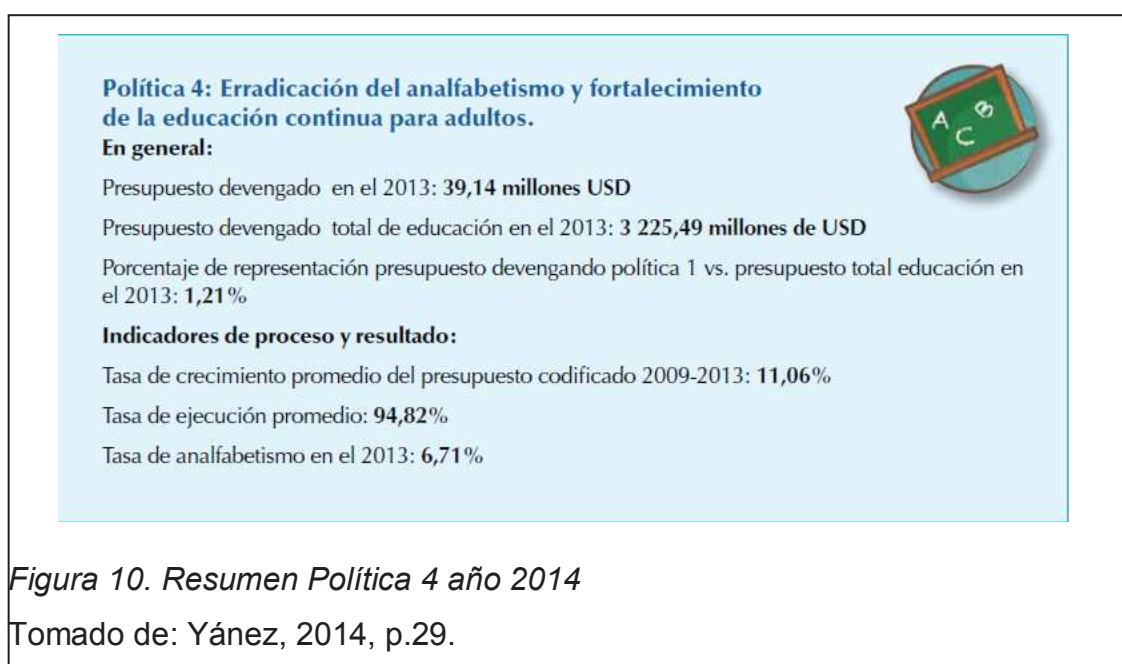 Política 4: Erradicación del analfabetismo y fortalecimiento
de la educación continua para adultos.
En general:
Presupuesto devengado en el 2013: 39,14 millones USD
Presupuesto devengado total de educación en el 2013: 3 225,49 millones de USD
Porcentaje de representación presupuesto devengando política 1 vs. presupuesto total educación en
el 2013: 1,21%
Indicadores de proceso y resultado:
Tasa de crecimiento promedio del presupuesto codificado 2009-2013: 11,06%
Tasa de ejecución promedio: 94,82%
Tasa de analfabetismo en el 2013: 6,71%
A B
C
Figura 10. Resumen Política 4 año 2014
Tomado de: Yánez, 2014, p.29.